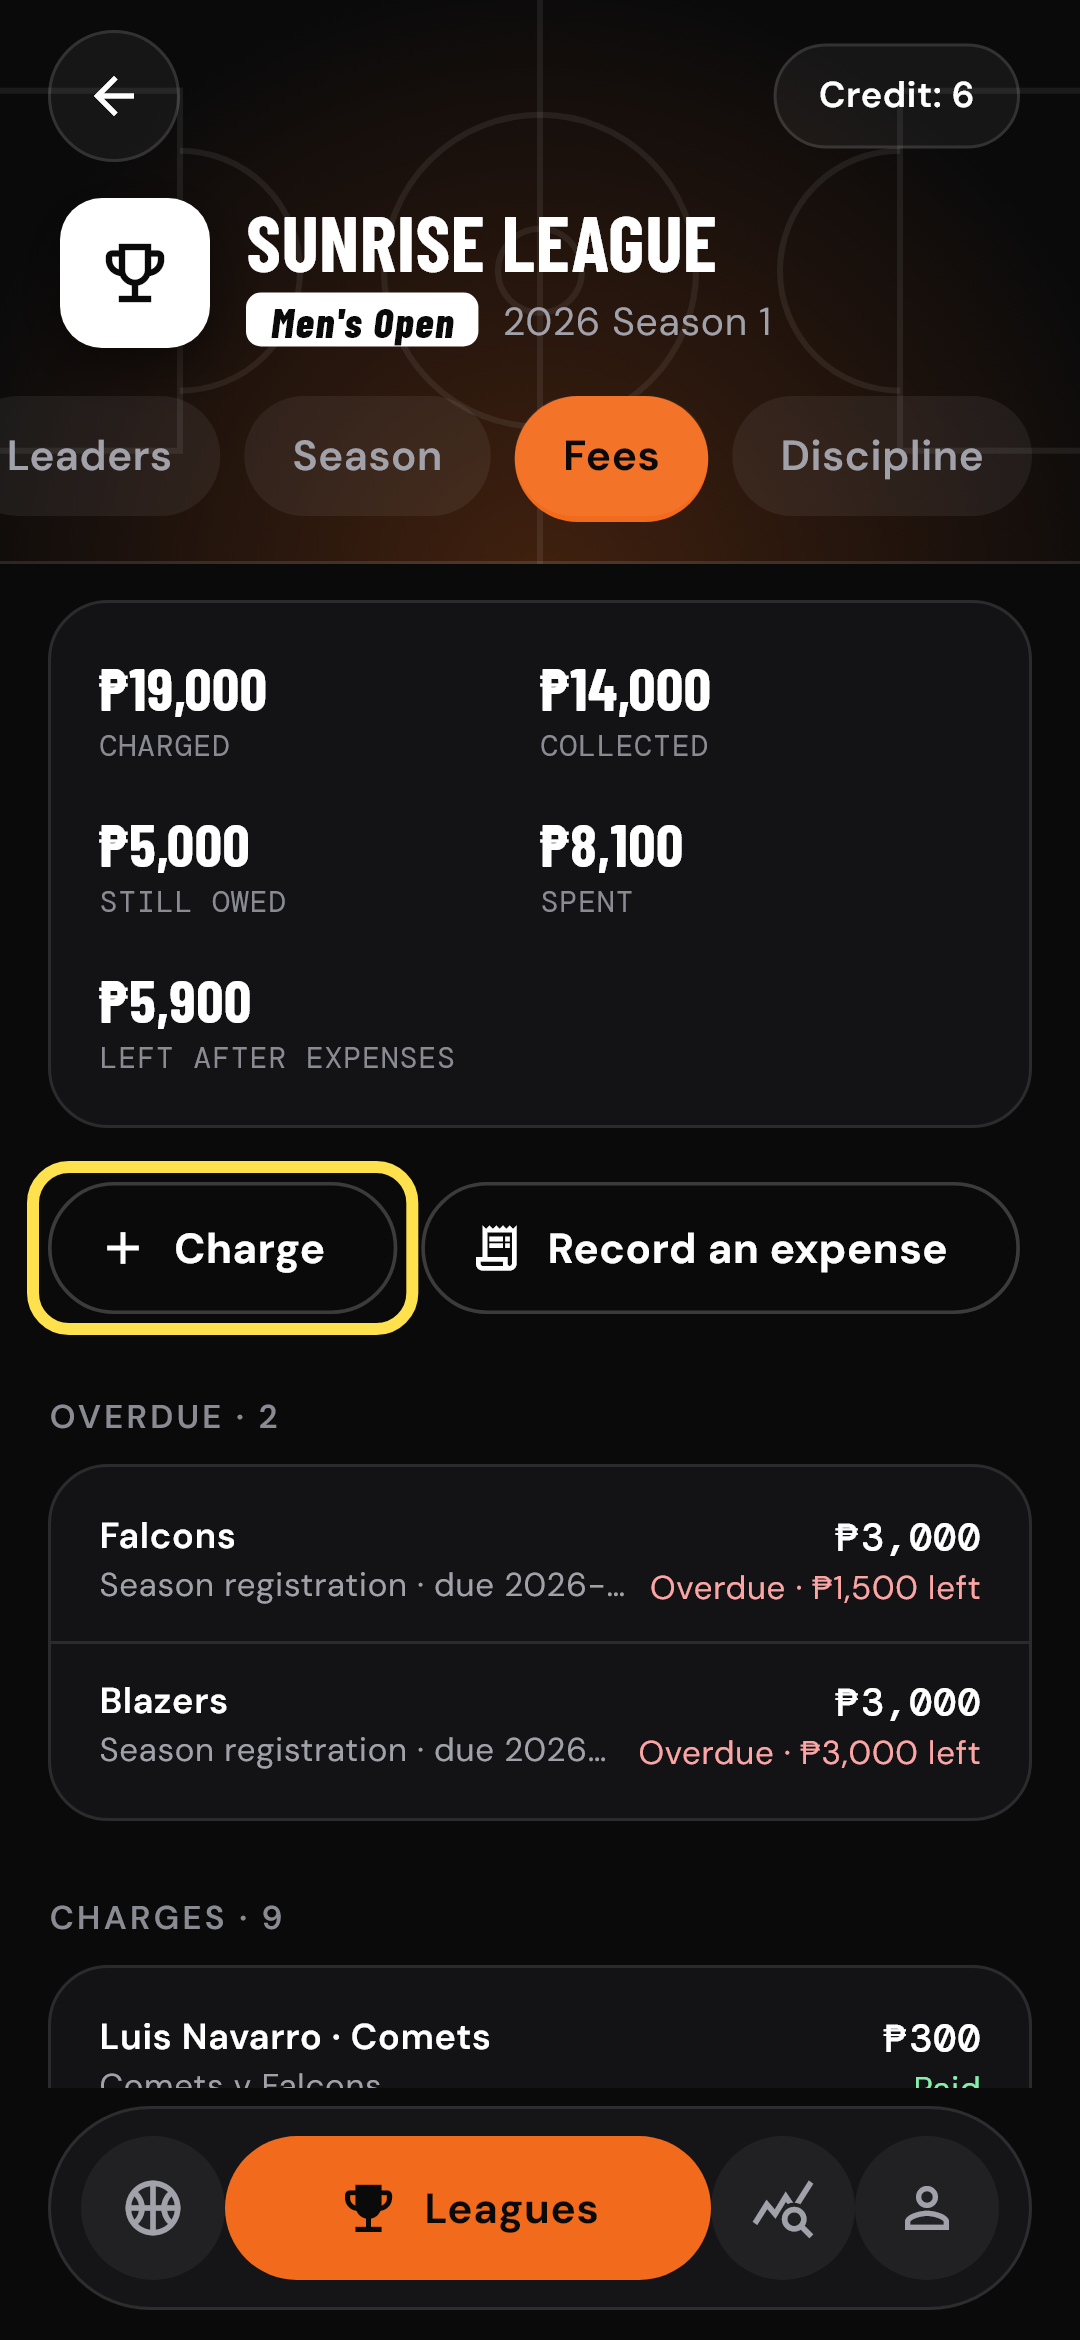 Credit: 6
SUNRISE LEAGUE
Men's Open 2026 Season 1
Leaders Season Fees Discipline
₱19,000 ₱14,000
CHARGED COLLECTED
₱5,000 ₱8,100
STILL OWED SPENT
₱5,900
LEFT AFTER EXPENSES
Charge Record an expense
OVERDUE · 2
Falcons ₱3,000
Season registration · due 2026-... Overdue · ₱1,500 left
Blazers ₱3,000
Season registration · due 2026... Overdue · ₱3,000 left
CHARGES · 9
Luis Navarro · Comets ₱300
Comets v Falcons Paid
Leagues